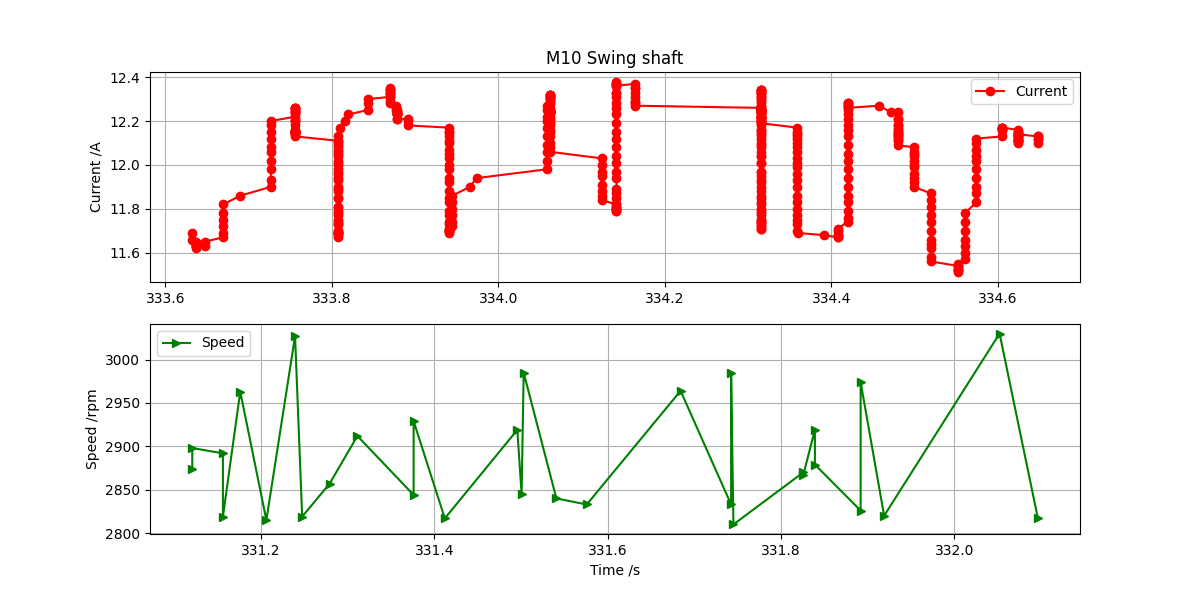 M10 Swing shaft
Current /A
12.4
12.2
12.0
11.8
11.6
Current
333.6 333.8 334.0 334.2 334.4 334.6
Speed /rpm
3000
2950
2900
2850
2800
Speed
331.2 331.4 331.6 331.8 332.0
Time /s